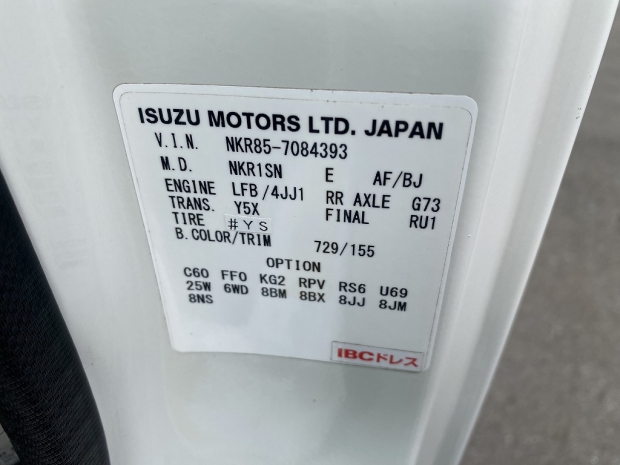 ISUZU MOTORS LTD. JAPAN
V.I.N. NKR85-7084393
M.D. NKR1SN E AF/BJ
ENGINE LFB/4JJ1 RR AXLE G73
TRANS. Y5X FINAL RU1
TIRE #YS
B.COLOR/TRIM 729/155
OPTION
C60 FFO KG2 RPV RS6 U69
25W 6WD 8BM 8BX 8JJ 8JM
8NS
IBCドレス